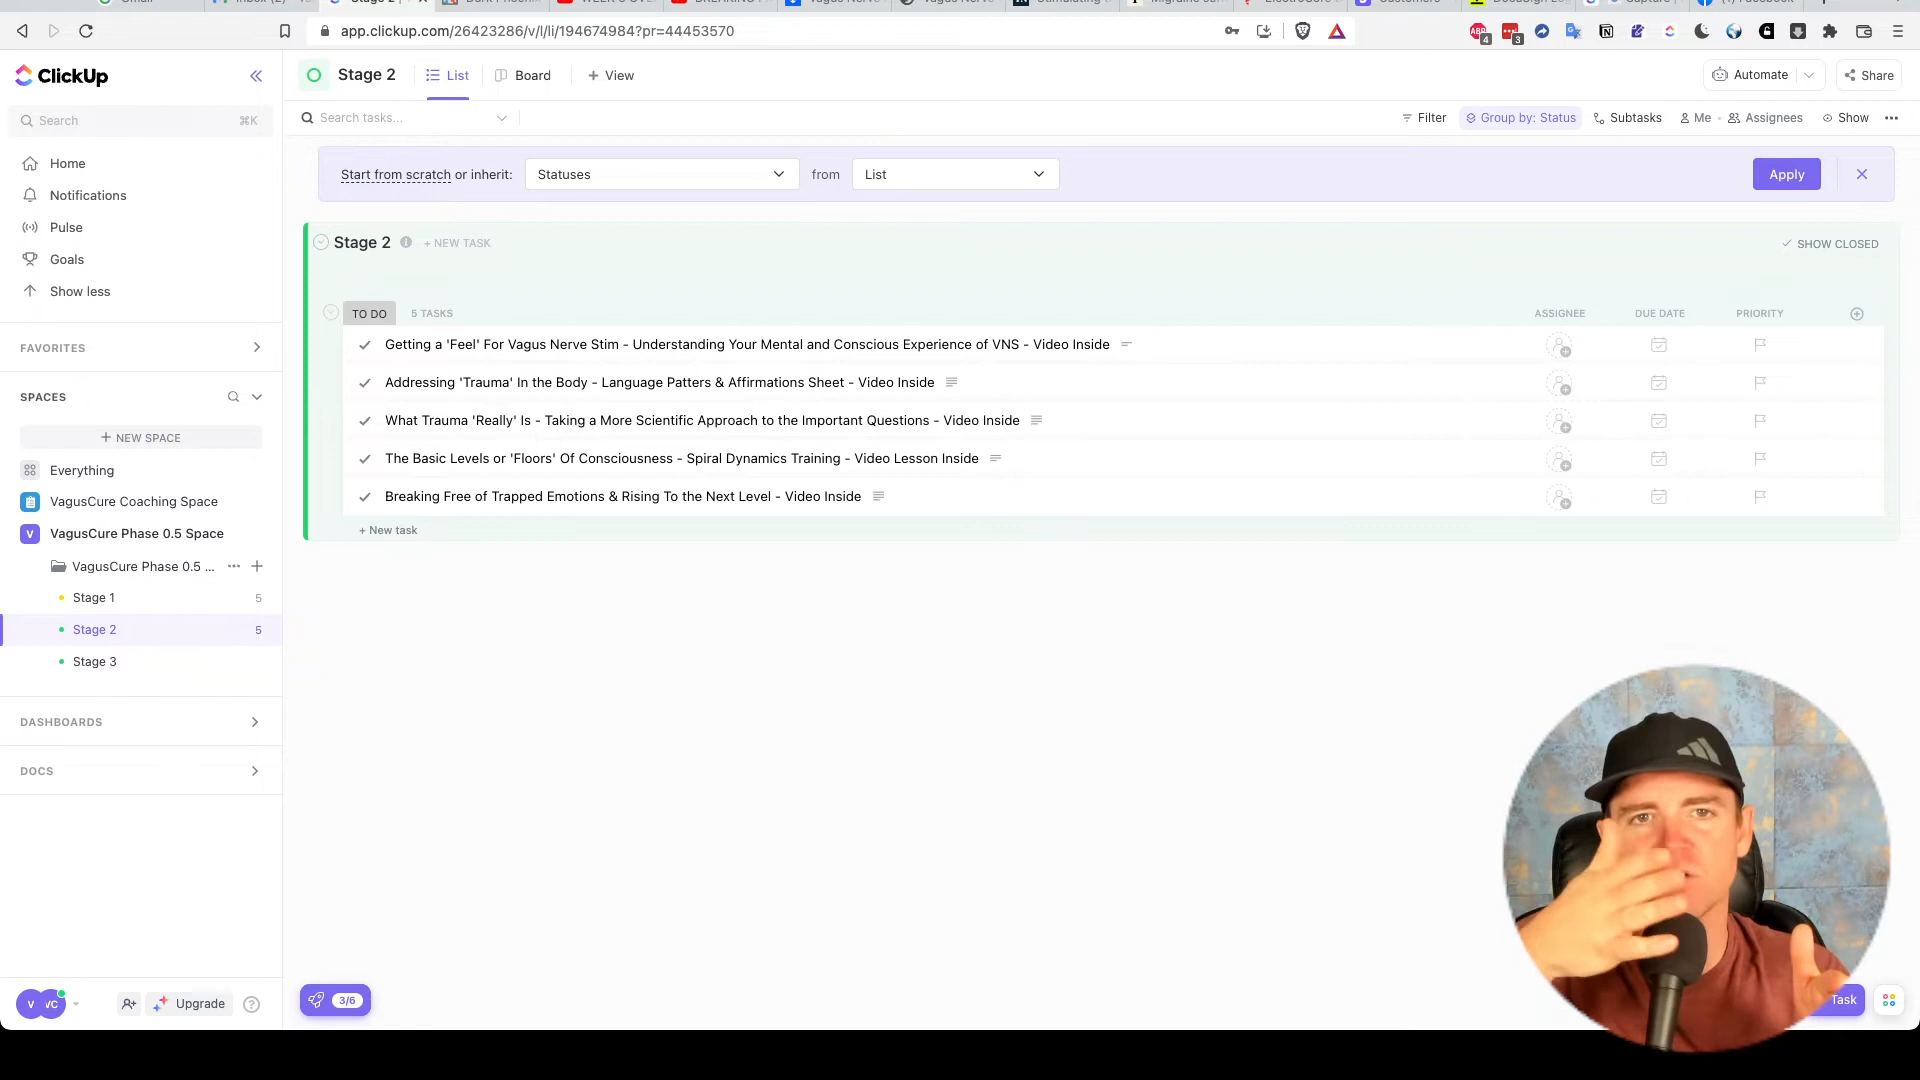 Stage 2 |
app.clickup.com/26423286/v/l/li/194674984?pr=44453570
4
3
ClickUp
Stage 2
List
Board
+ View
Automate
Share
Search
⌘K
Search tasks...
Filter
Group by: Status
Subtasks
Me
Assignees
Show
Home
Notifications
Pulse
Goals
Show less
Start from scratch or inherit:
Statuses
from
List
Apply
Stage 2
+ NEW TASK
SHOW CLOSED
TO DO
5 TASKS
ASSIGNEE
DUE DATE
PRIORITY
Getting a 'Feel' For Vagus Nerve Stim - Understanding Your Mental and Conscious Experience of VNS - Video Inside
Addressing 'Trauma' In the Body - Language Patters & Affirmations Sheet - Video Inside
What Trauma 'Really' Is - Taking a More Scientific Approach to the Important Questions - Video Inside
The Basic Levels or 'Floors' Of Consciousness - Spiral Dynamics Training - Video Lesson Inside
Breaking Free of Trapped Emotions & Rising To the Next Level - Video Inside
+ New task
FAVORITES
SPACES
+ NEW SPACE
Everything
VagusCure Coaching Space
V VagusCure Phase 0.5 Space
VagusCure Phase 0.5 ...
Stage 1 5
Stage 2 5
Stage 3
DASHBOARDS
DOCS
V VC
Upgrade
3/6
Task